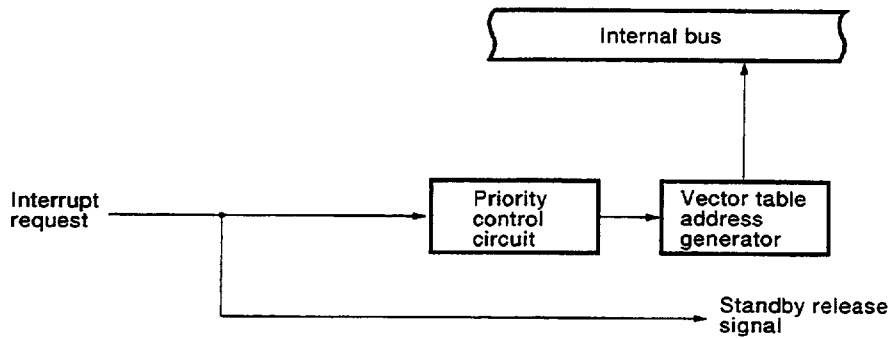 Internal bus
Interrupt
request
Priority
control
circuit
Vector table
address
generator
Standby release
signal